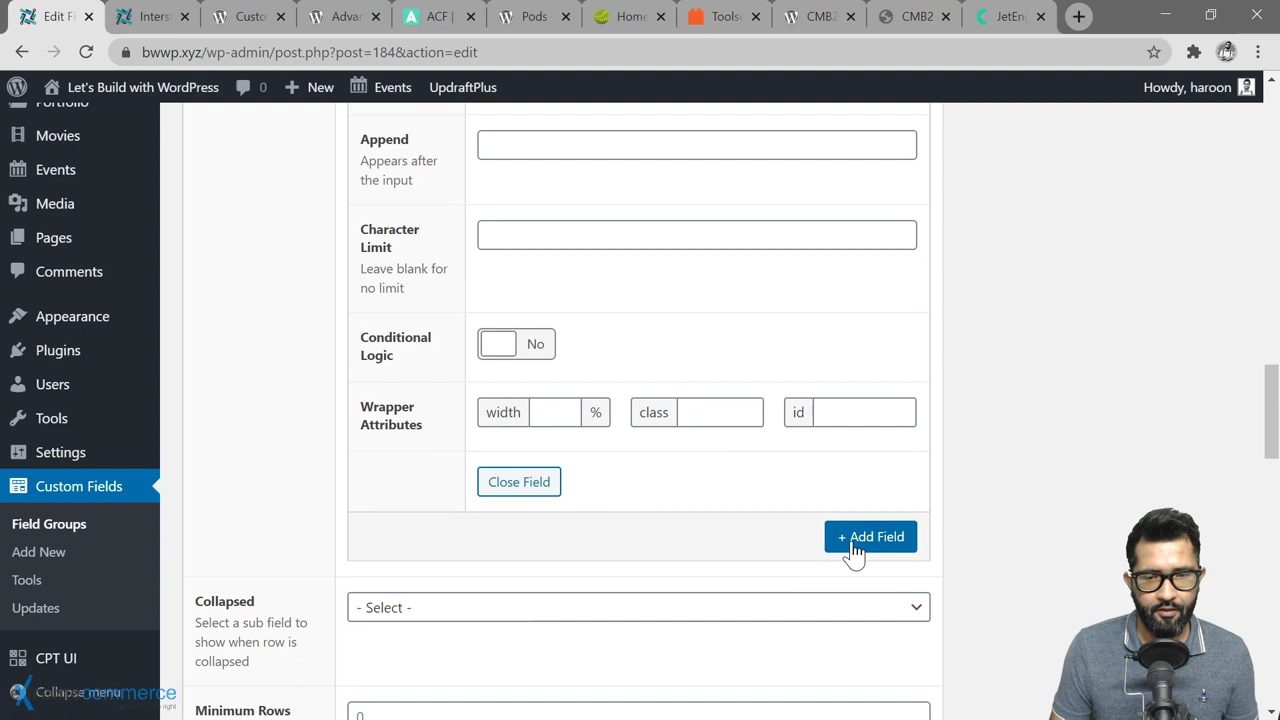 Edit Fi
Interst
Custo
Advan
ACF |
Pods -
Home
Toolse
CMB2
CMB2
JetEng
bwwp.xyz/wp-admin/post.php?post=184&action=edit
Let's Build with WordPress
0
New
Events
UpdraftPlus
Howdy, haroon
Portfolio
Movies
Events
Media
Pages
Comments
Appearance
Plugins
Users
Tools
Settings
Custom Fields
Field Groups
Add New
Tools
Updates
CPT UI
Collapse menu
Append
Appears after
the input
Character
Limit
Leave blank for
no limit
Conditional
Logic
No
Wrapper
Attributes
width
%
class
id
Close Field
+ Add Field
Collapsed
Select a sub field to
show when row is
collapsed
- Select -
Minimum Rows
0